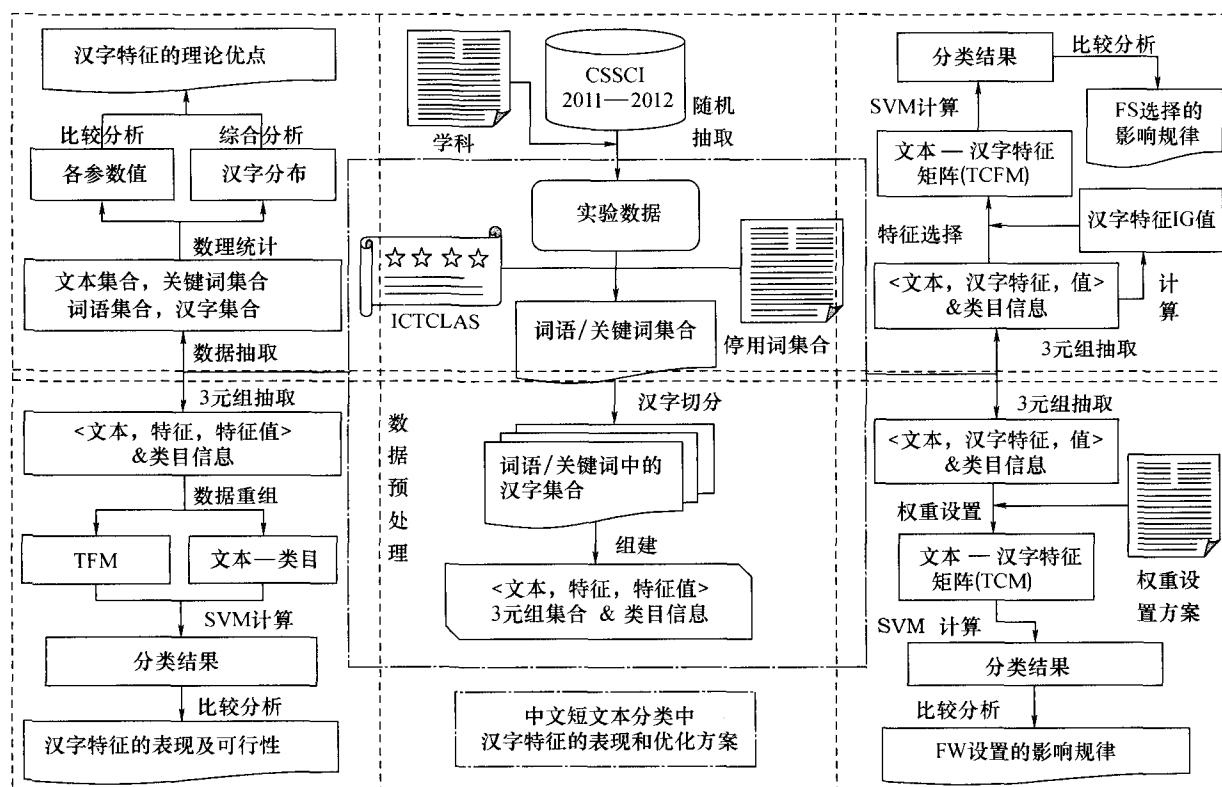 汉字特征的理论优点
比较分析
综合分析
各参数值
汉字分布
数理统计
文本集合，关键词集合
词语集合，汉字集合
数据抽取
3元组抽取
<文本，特征，特征值>
&类目信息
数据重组
TFM
文本—类目
SVM计算
分类结果
比较分析
汉字特征的表现及可行性
学科
CSSCI
2011—2012
随机
抽取
实验数据
ICTCLAS
停用词集合
词语/关键词集合
汉字切分
数
据
预
处
理
词语/关键词中的
汉字集合
组建
<文本，特征，特征值>
3元组集合 & 类目信息
中文短文本分类中
汉字特征的表现和优化方案
分类结果
比较分析
SVM计算
FS选择的
影响规律
文本 — 汉字特征
矩阵(TCFM)
特征选择
汉字特征IG值
<文本，汉字特征，值>
&类目信息
计
算
3元组抽取
3元组抽取
<文本，汉字特征，值>
&类目信息
权重设置
文本 — 汉字特征
矩阵(TCM)
权重设
置方案
SVM 计算
分类结果
比较分析
FW设置的影响规律